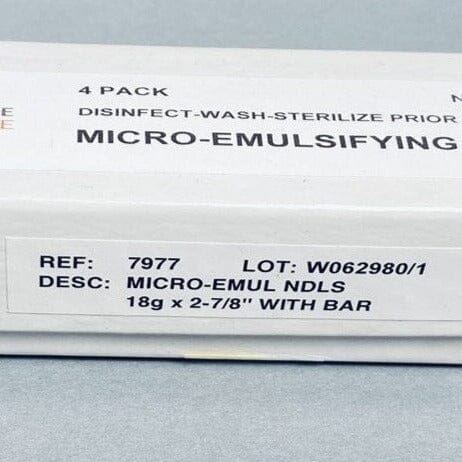 4 PACK
DISINFECT-WASH-STERILIZE PRIOR
MICRO-EMULSIFYING
REF: 7977 LOT: W062980/1
DESC: MICRO-EMUL NDLS
18g x 2-7/8" WITH BAR